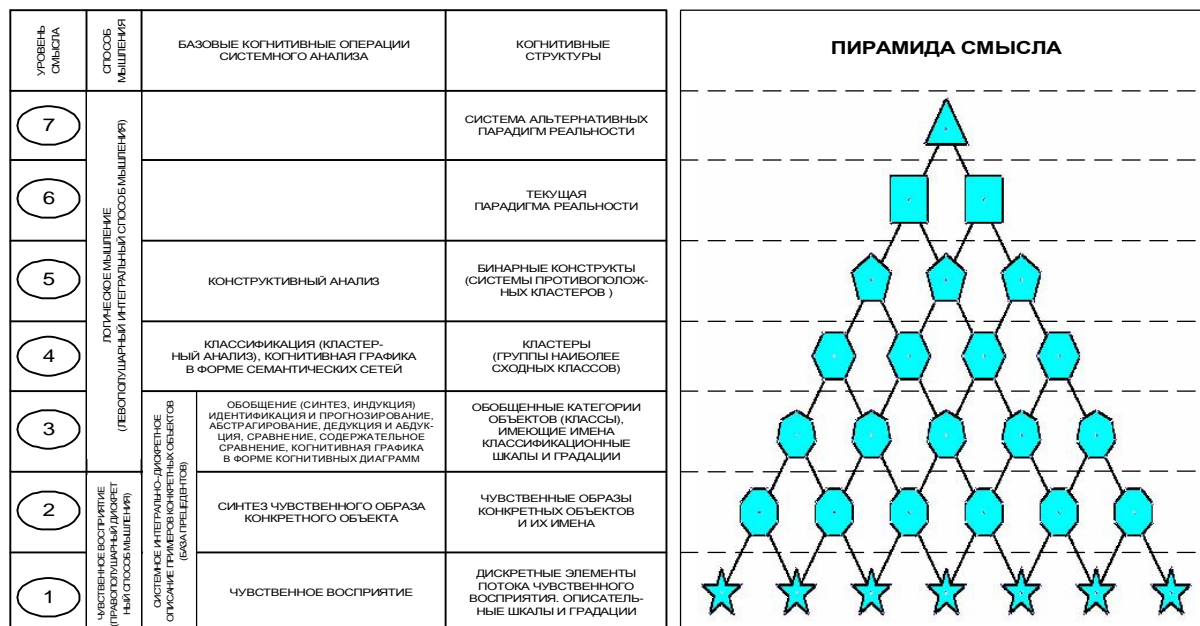 УРОВЕНЬ
СМЫСЛА
СПОСОБ
МЫШЛЕНИЯ
БАЗОВЫЕ КОГНИТИВНЫЕ ОПЕРАЦИИ
СИСТЕМНОГО АНАЛИЗА
КОГНИТИВНЫЕ
СТРУКТУРЫ
ПИРАМИДА СМЫСЛА
7
ЛОГИЧЕСКОЕ МЫШЛЕНИЕ
(ЛЕВОПОЛУШАРНЫЙ ИНТЕГРАЛЬНЫЙ СПОСОБ МЫШЛЕНИЯ)
СИСТЕМА АЛЬТЕРНАТИВНЫХ
ПАРАДИГМ РЕАЛЬНОСТИ
6
ТЕКУЩАЯ
ПАРАДИГМА РЕАЛЬНОСТИ
5
КОНСТРУКТИВНЫЙ АНАЛИЗ
БИНАРНЫЕ КОНСТРУКТЫ
(СИСТЕМЫ ПРОТИВОПОЛОЖ-
НЫХ КЛАСТЕРОВ )
4
КЛАССИФИКАЦИЯ (КЛАСТЕР-
НЫЙ АНАЛИЗ), КОГНИТИВНАЯ ГРАФИКА
В ФОРМЕ СЕМАНТИЧЕСКИХ СЕТЕЙ
КЛАСТЕРЫ
(ГРУППЫ НАИБОЛЕЕ
СХОДНЫХ КЛАССОВ)
3
СИСТЕМНОЕ ИНТЕГРАЛЬНО-ДИСКРЕТНОЕ
ОПИСАНИЕ ПРИМЕРОВ КОНКРЕТНЫХ ОБЪЕКТОВ
(БАЗА ПРЕЦЕДЕНТОВ)
ОБОБЩЕНИЕ (СИНТЕЗ, ИНДУКЦИЯ)
ИДЕНТИФИКАЦИЯ И ПРОГНОЗИРОВАНИЕ,
АБСТРАГИРОВАНИЕ, ДЕДУКЦИЯ И АБДУК-
ЦИЯ, СРАВНЕНИЕ, СОДЕРЖАТЕЛЬНОЕ
СРАВНЕНИЕ, КОГНИТИВНАЯ ГРАФИКА
В ФОРМЕ КОГНИТИВНЫХ ДИАГРАММ
ОБОБЩЕННЫЕ КАТЕГОРИИ
ОБЪЕКТОВ (КЛАССЫ),
ИМЕЮЩИЕ ИМЕНА
КЛАССИФИКАЦИОННЫЕ
ШКАЛЫ И ГРАДАЦИИ
2
ЧУВСТВЕННОЕ ВОСПРИЯТИЕ
(ПРАВОПОЛУШАРНЫЙ ДИСКРЕТ
НЫЙ СПОСОБ МЫШЛЕНИЯ)
СИНТЕЗ ЧУВСТВЕННОГО ОБРАЗА
КОНКРЕТНОГО ОБЪЕКТА
ЧУВСТВЕННЫЕ ОБРАЗЫ
КОНКРЕТНЫХ ОБЪЕКТОВ
И ИХ ИМЕНА
1
ЧУВСТВЕННОЕ ВОСПРИЯТИЕ
ДИСКРЕТНЫЕ ЭЛЕМЕНТЫ
ПОТОКА ЧУВСТВЕННОГО
ВОСПРИЯТИЯ. ОПИСАТЕЛЬ-
НЫЕ ШКАЛЫ И ГРАДАЦИИ